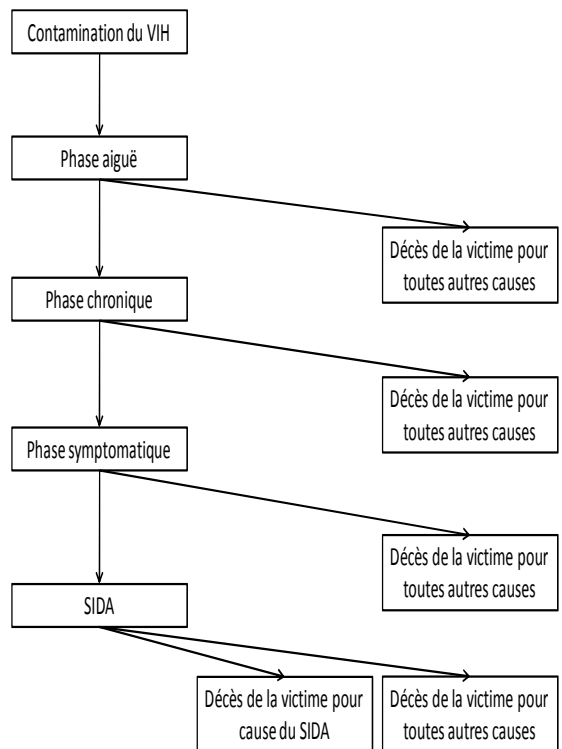 Contamination du VIH
Phase aiguë
Décès de la victime pour
toutes autres causes
Phase chronique
Décès de la victime pour
toutes autres causes
Phase symptomatique
Décès de la victime pour
toutes autres causes
SIDA
Décès de la victime pour
cause du SIDA
Décès de la victime pour
toutes autres causes